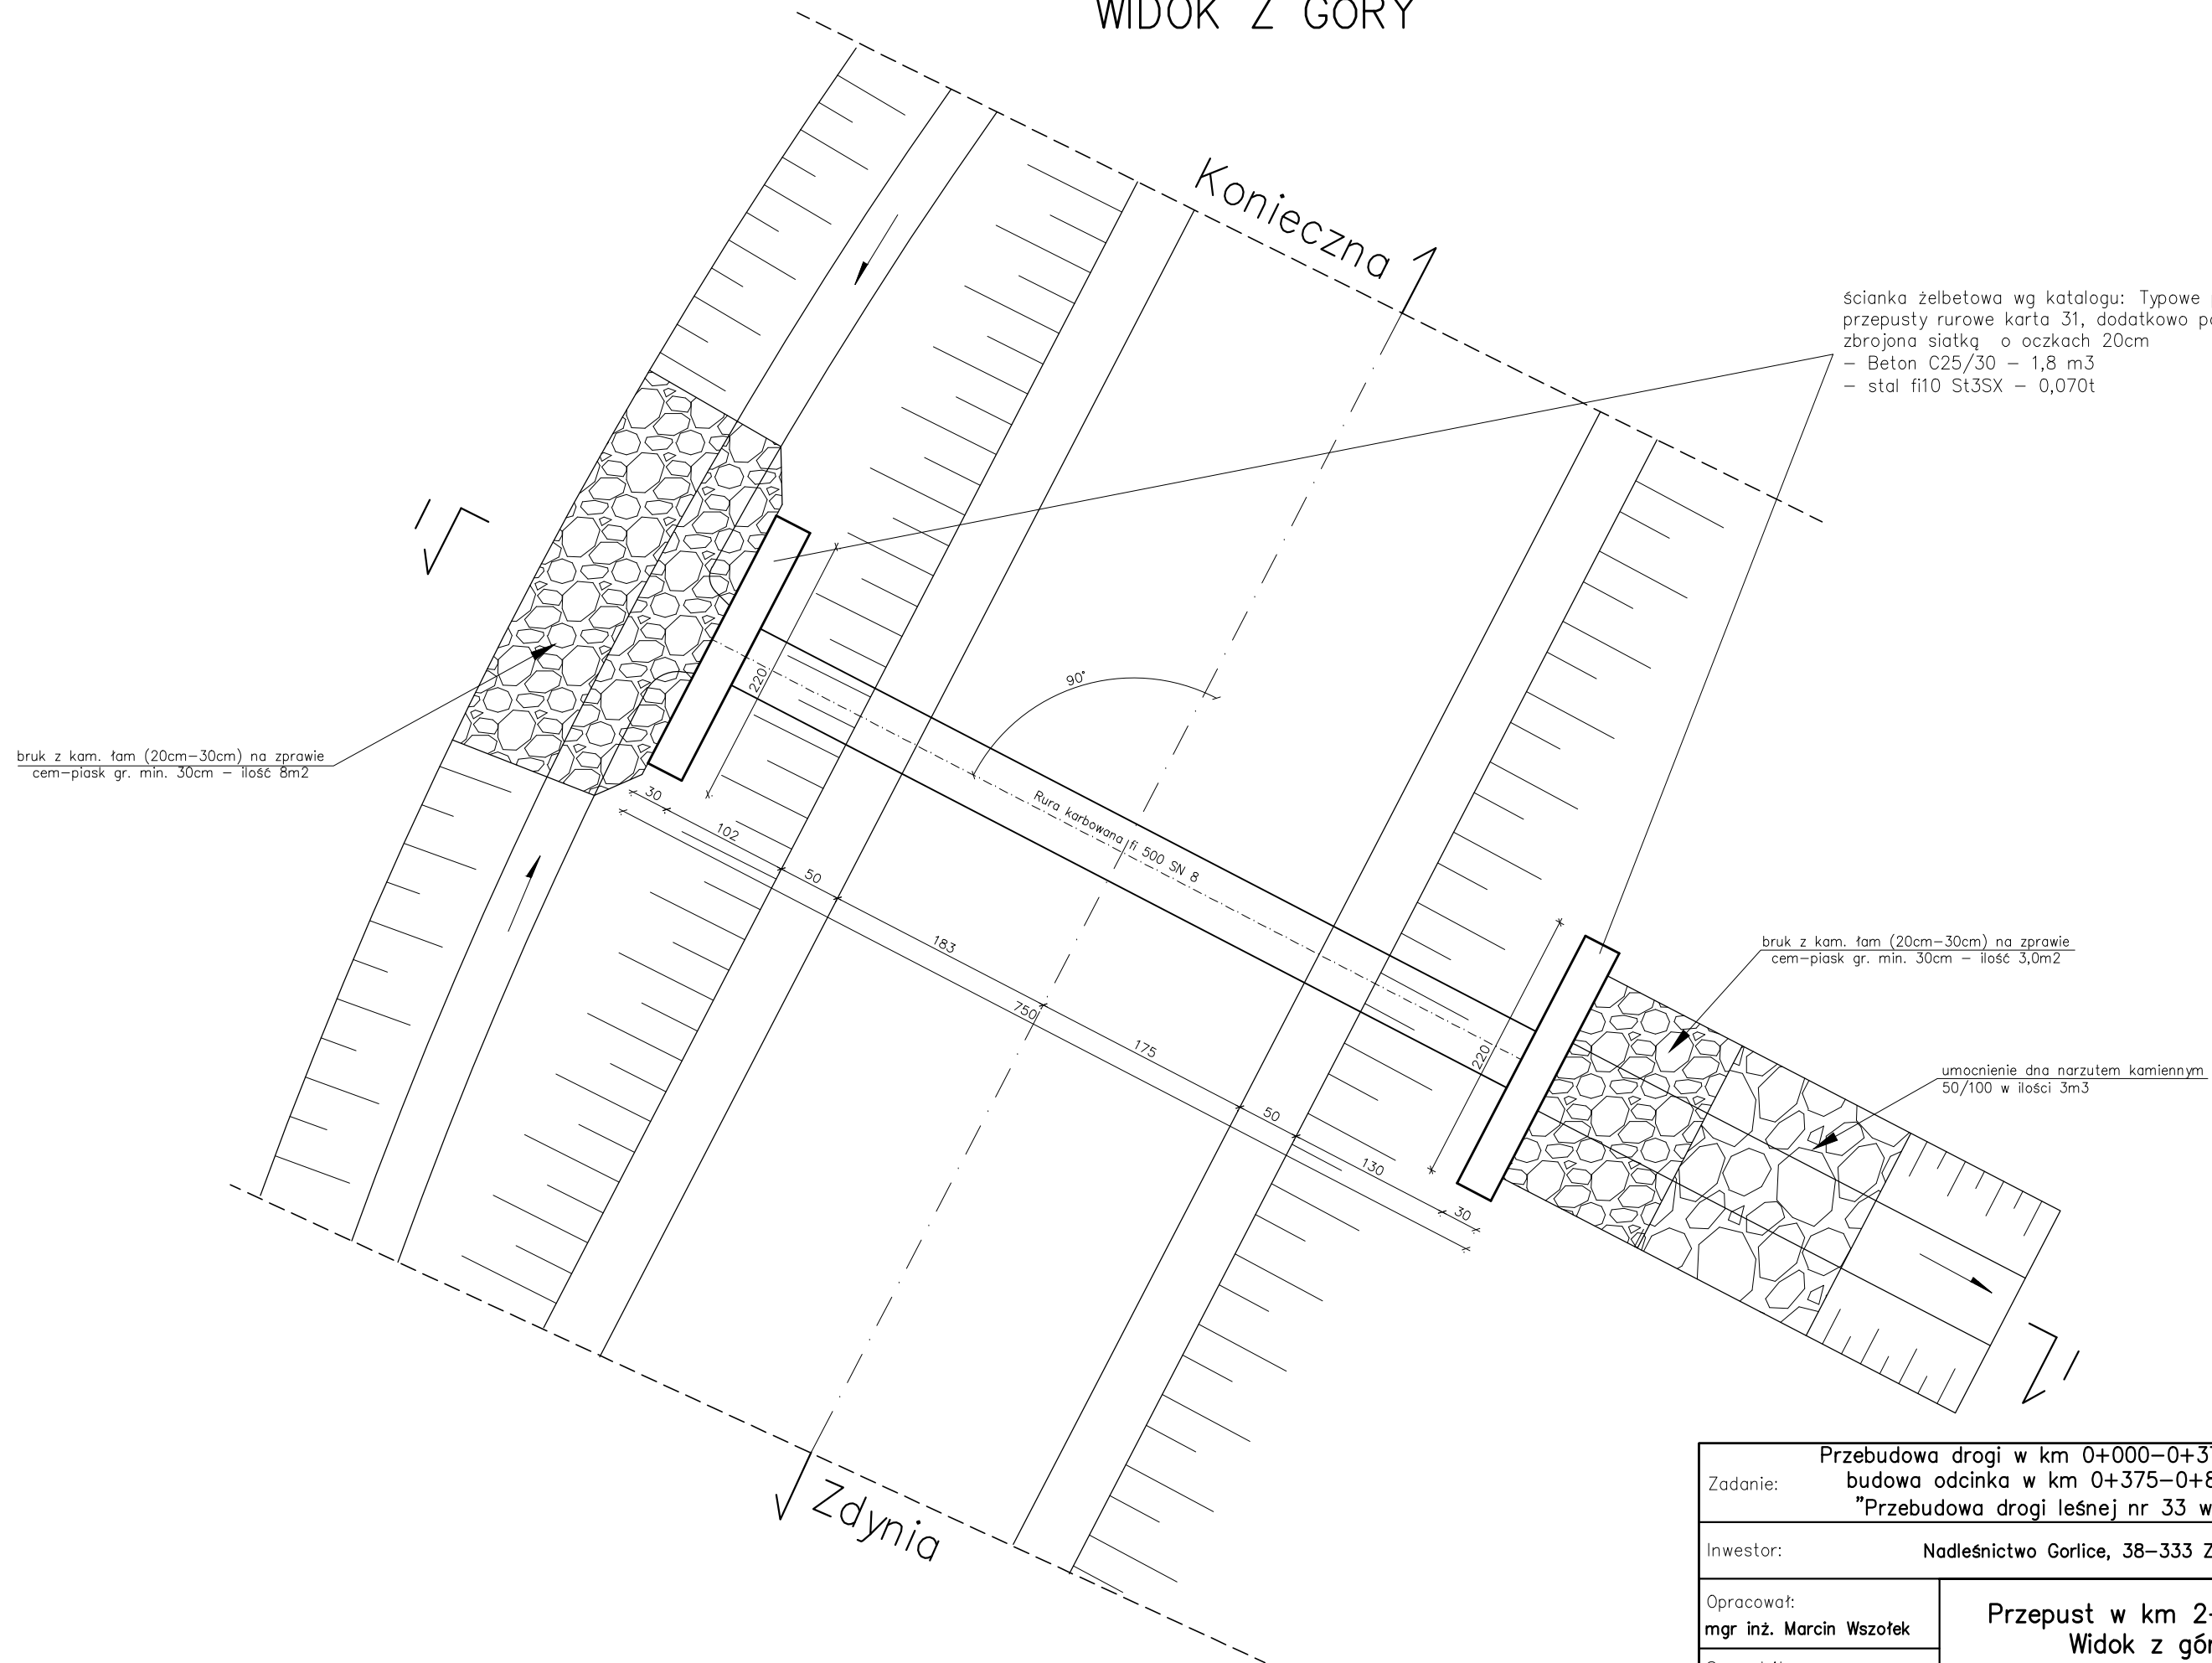 WIDOK Z GÓRY
Konieczna
ścianka żelbetowa wg katalogu: Typowe
przepusty rurowe karta 31, dodatkowo
zbrojona siatką o oczkach 20cm
- Beton C25/30 - 1,8 m3
- stal fi10 St3SX - 0,070t
90°
220
bruk z kam. łam (20cm-30cm) na zprawie
cem-piask gr. min. 30cm - ilość 8m2
Rura karbowana fi 500 SN 8
30
102
50
183
750
175
50
130
30
220
bruk z kam. łam (20cm-30cm) na zprawie
cem-piask gr. min. 30cm - ilość 3,0m2
umocnienie dna narzutem kamiennym
50/100 w ilości 3m3
Zdynia
Zadanie:
Przebudowa drogi w km 0+000-0+3
budowa odcinka w km 0+375-0+8
"Przebudowa drogi leśnej nr 33 w
Inwestor:
Nadleśnictwo Gorlice, 38-333 Z
Opracował:
mgr inż. Marcin Wszołek
Przepust w km 2
Widok z gór